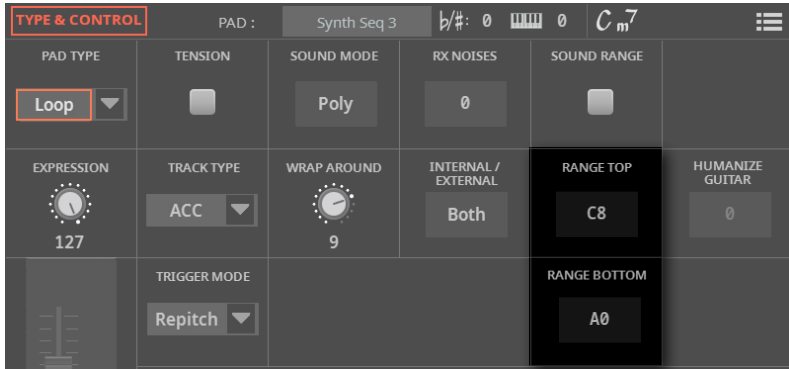 TYPE & CONTROL PAD : Synth Seq 3 b/#: 0 0 C m7
PAD TYPE TENSION SOUND MODE RX NOISES SOUND RANGE
Loop Poly 0
EXPRESSION TRACK TYPE WRAP AROUND INTERNAL / EXTERNAL RANGE TOP HUMANIZE GUITAR
127 ACC 9 Both C8 0
TRIGGER MODE RANGE BOTTOM
Repitch A0